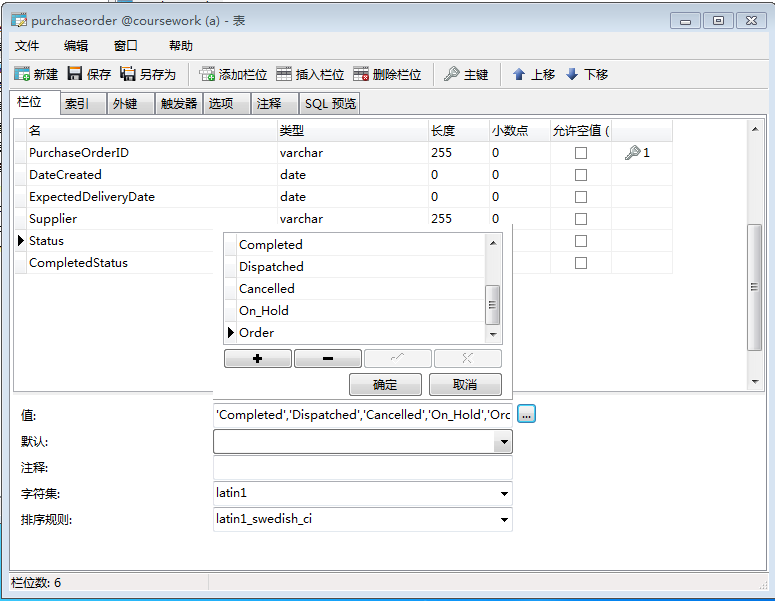 purchaseorder @coursework (a) - 表
文件 编辑 窗口 帮助
新建 保存 另存为 添加栏位 插入栏位 删除栏位 主键 上移 下移
栏位 索引 外键 触发器 选项 注释 SQL 预览
名 类型 长度 小数点 允许空值 (
PurchaseOrderID varchar 255 0 1
DateCreated date 0 0
ExpectedDeliveryDate date 0 0
Supplier varchar 255 0
Status
CompletedStatus
Completed
Dispatched
Cancelled
On_Hold
Order
确定 取消
值: 'Completed','Dispatched','Cancelled','On_Hold','Orc ...
默认:
注释:
字符集: latin1
排序规则: latin1_swedish_ci
栏位数: 6